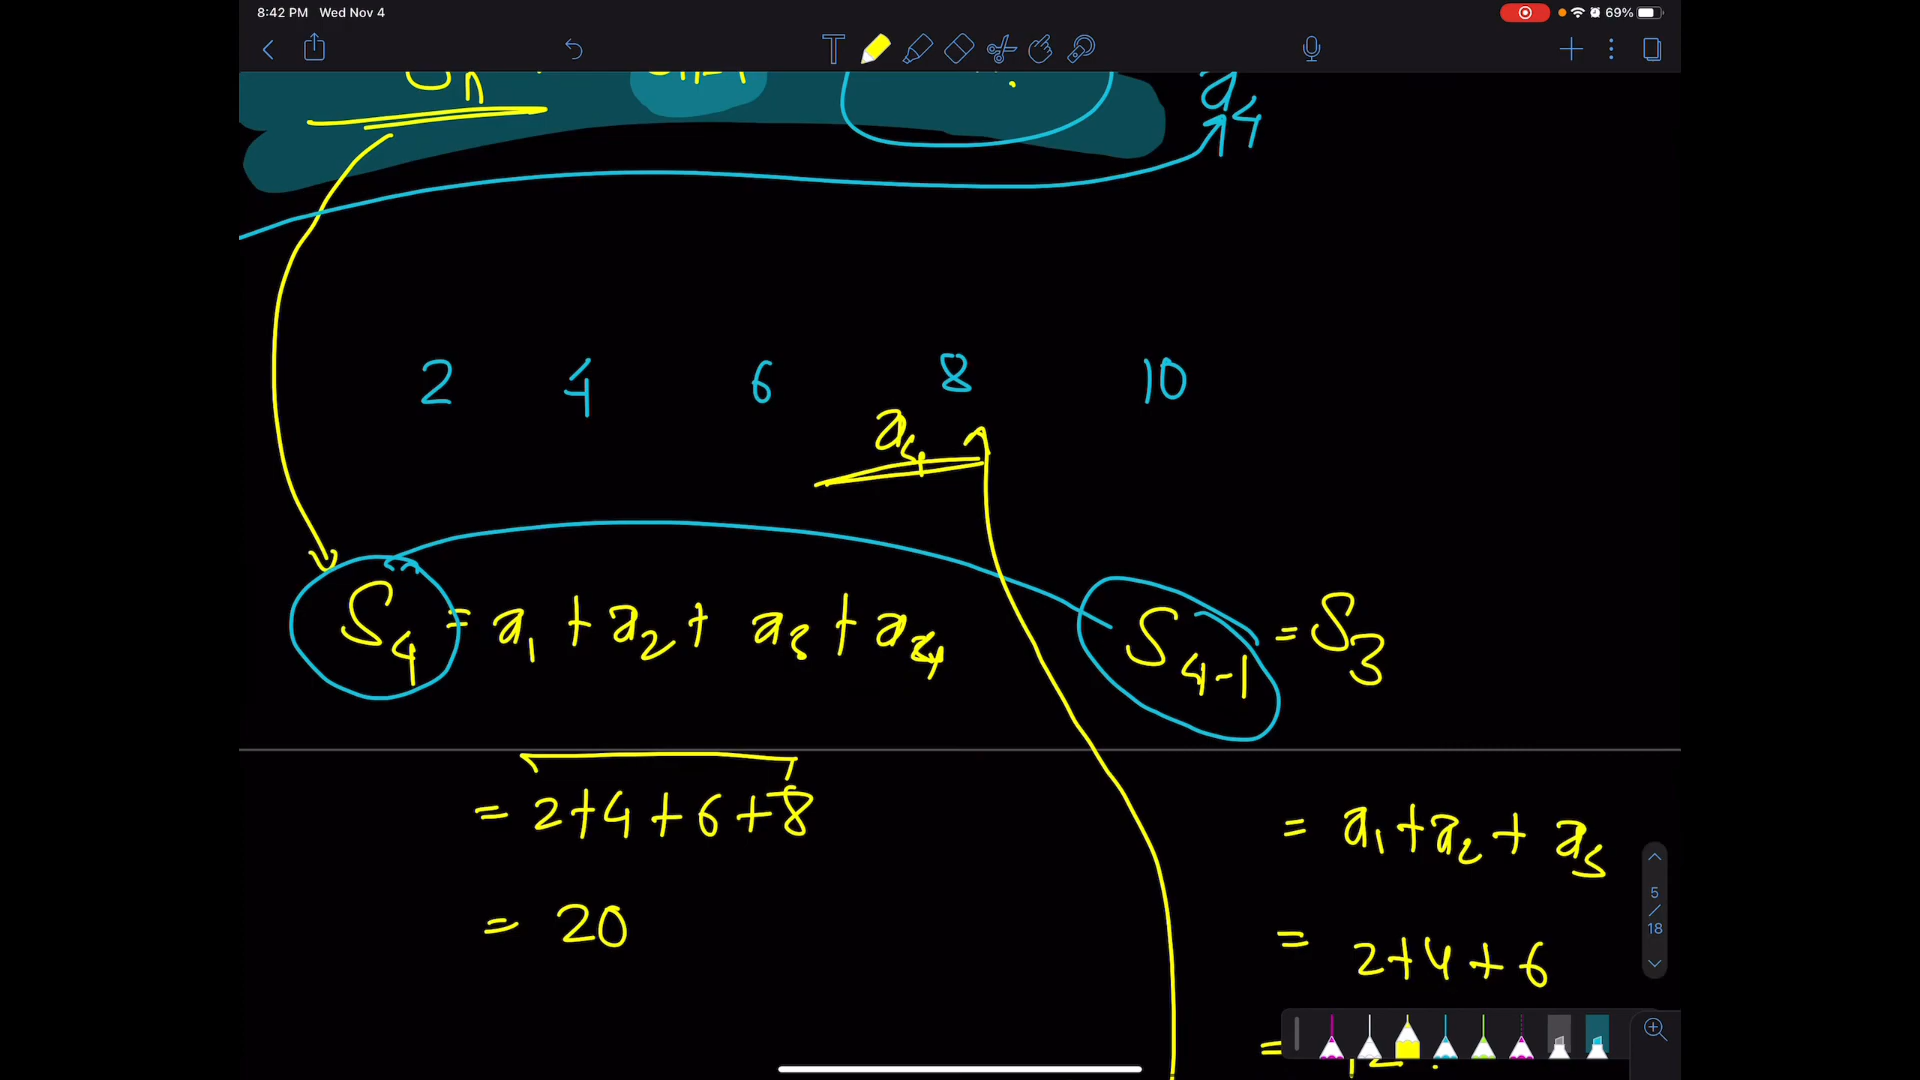 8:42 PM Wed Nov 4 69%
T
a4
2 4 6 8 10
a4
S4 = a1 + a2 + a3 + a4 S4-1 = S3
= 2+4+6+8 = a1+a2+a3
= 20 = 2+4+6
5
/
18